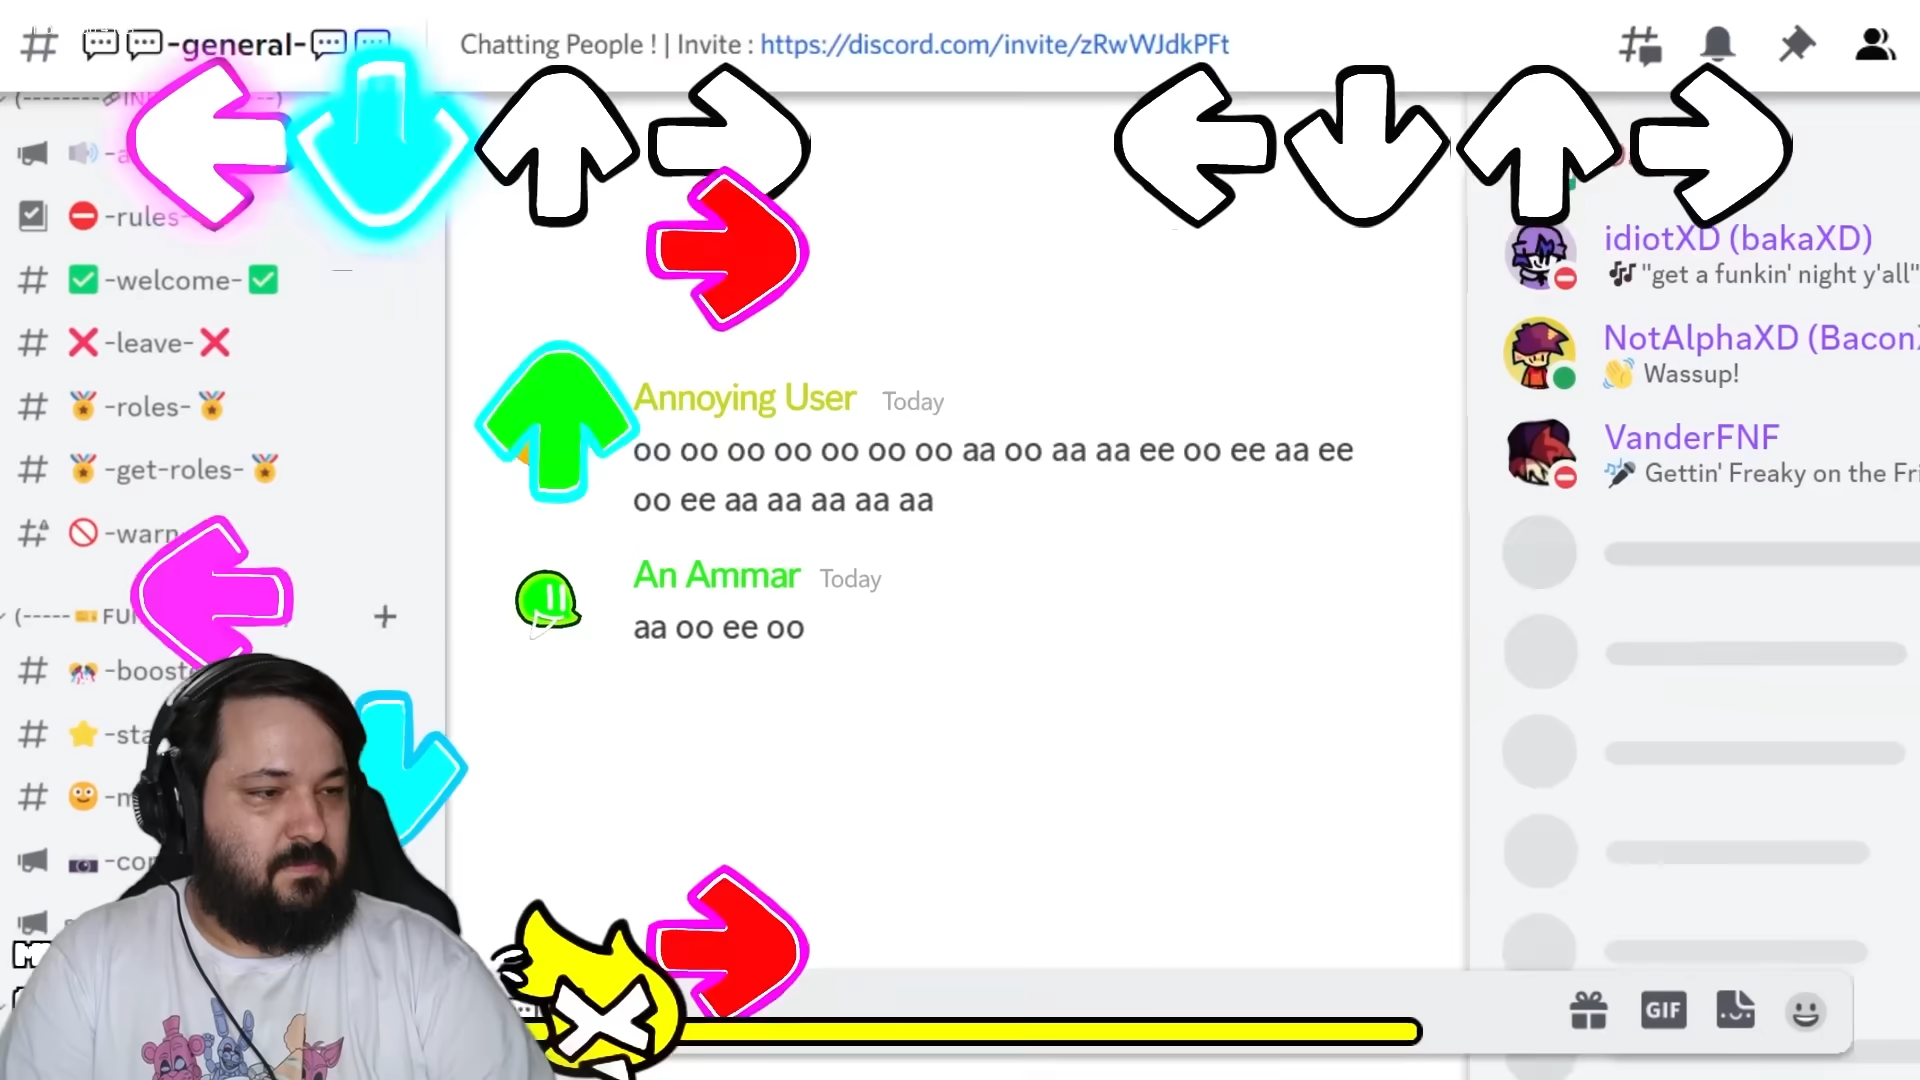 -general-
Chatting People ! | Invite : https://discord.com/invite/zRwWJdkPFt
-rules-
-welcome-
-leave-
-roles-
-get-roles-
-warn
Annoying User Today
oo oo oo oo oo oo oo aa oo aa aa ee oo ee aa ee
oo ee aa aa aa aa aa
An Ammar Today
aa oo ee oo
idiotXD (bakaXD)
"get a funkin' night y'all"
NotAlphaXD (Bacon
Wassup!
VanderFNF
Gettin' Freaky on the Fri
GIF